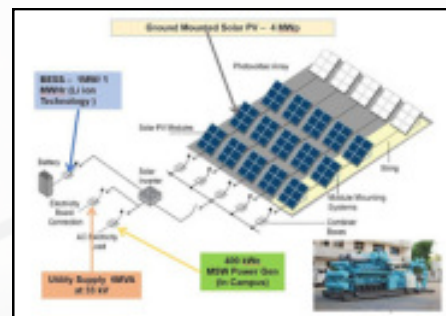 Ground Mounted Solar PV – 4 MWp
Photovoltaic Array
BESS – 1MW/ 1
MWHr (Li ion
Technology )
Solar PV Modules
Battery
Solar
Inverter
String
Module Mounting
Systems
Electricity
Board
Connection
Combiner
Boxes
AC Electricity
Load
400 kWe
MSW Power Gen
(In Campus)
Utility Supply
at 33 kV